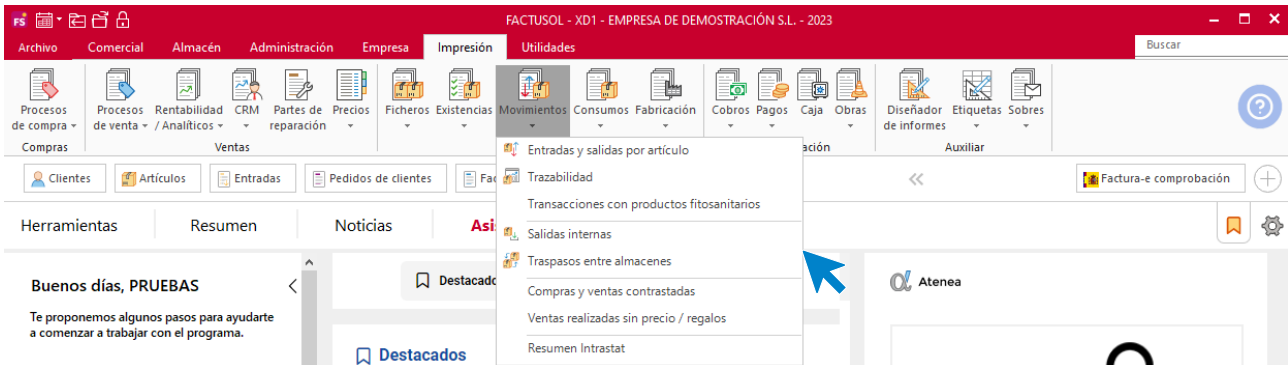 FS
FACTUSOL - XD1 - EMPRESA DE DEMOSTRACIÓN S.L. - 2023
Archivo Comercial Almacén Administración Empresa Impresión Utilidades Buscar
Procesos de compra
Procesos de venta
Rentabilidad / Analíticos
CRM
Partes de reparación
Precios
Ficheros
Existencias
Movimientos
Consumos
Fabricación
Cobros
Pagos
Caja
Obras
Diseñador de informes
Etiquetas
Sobres
?
Compras Ventas ación Auxiliar
Clientes Artículos Entradas Pedidos de clientes Fac Factura-e comprobación
Herramientas Resumen Noticias Asi
Entradas y salidas por artículo
Trazabilidad
Transacciones con productos fitosanitarios
Salidas internas
Traspasos entre almacenes
Compras y ventas contrastadas
Ventas realizadas sin precio / regalos
Resumen Intrastat
Buenos días, PRUEBAS
Te proponemos algunos pasos para ayudarte
a comenzar a trabajar con el programa.
Destacado
Destacados
Atenea